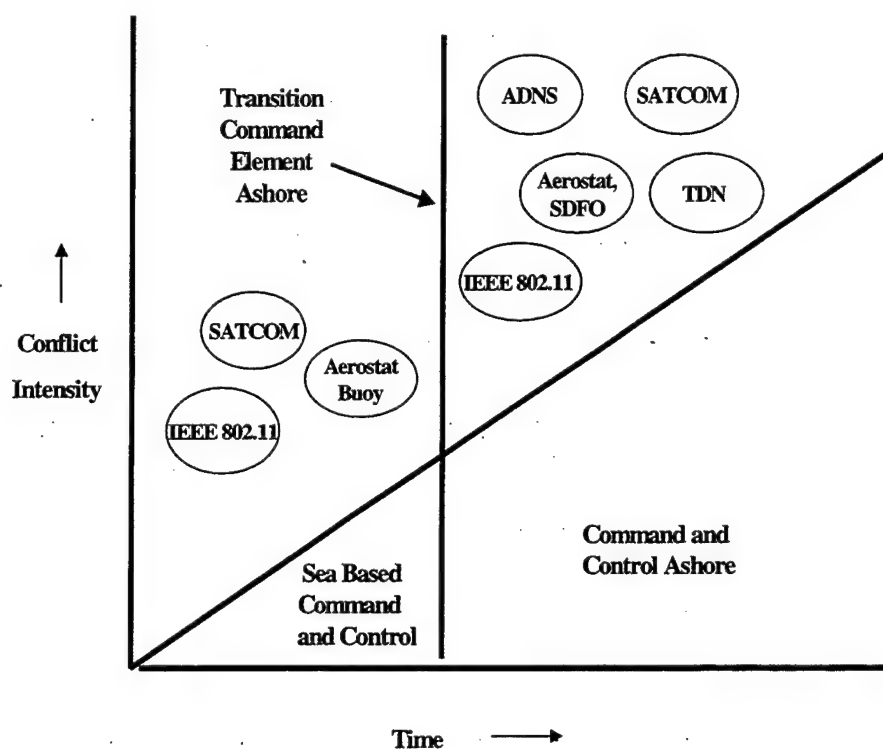 Transition
Command
Element
Ashore
ADNS
SATCOM
Aerostat,
SDFO
TDN
IEEE 802.11
Conflict
Intensity
SATCOM
Aerostat
Buoy
IEEE 802.11
Sea Based
Command
and Control
Command and
Control Ashore
Time